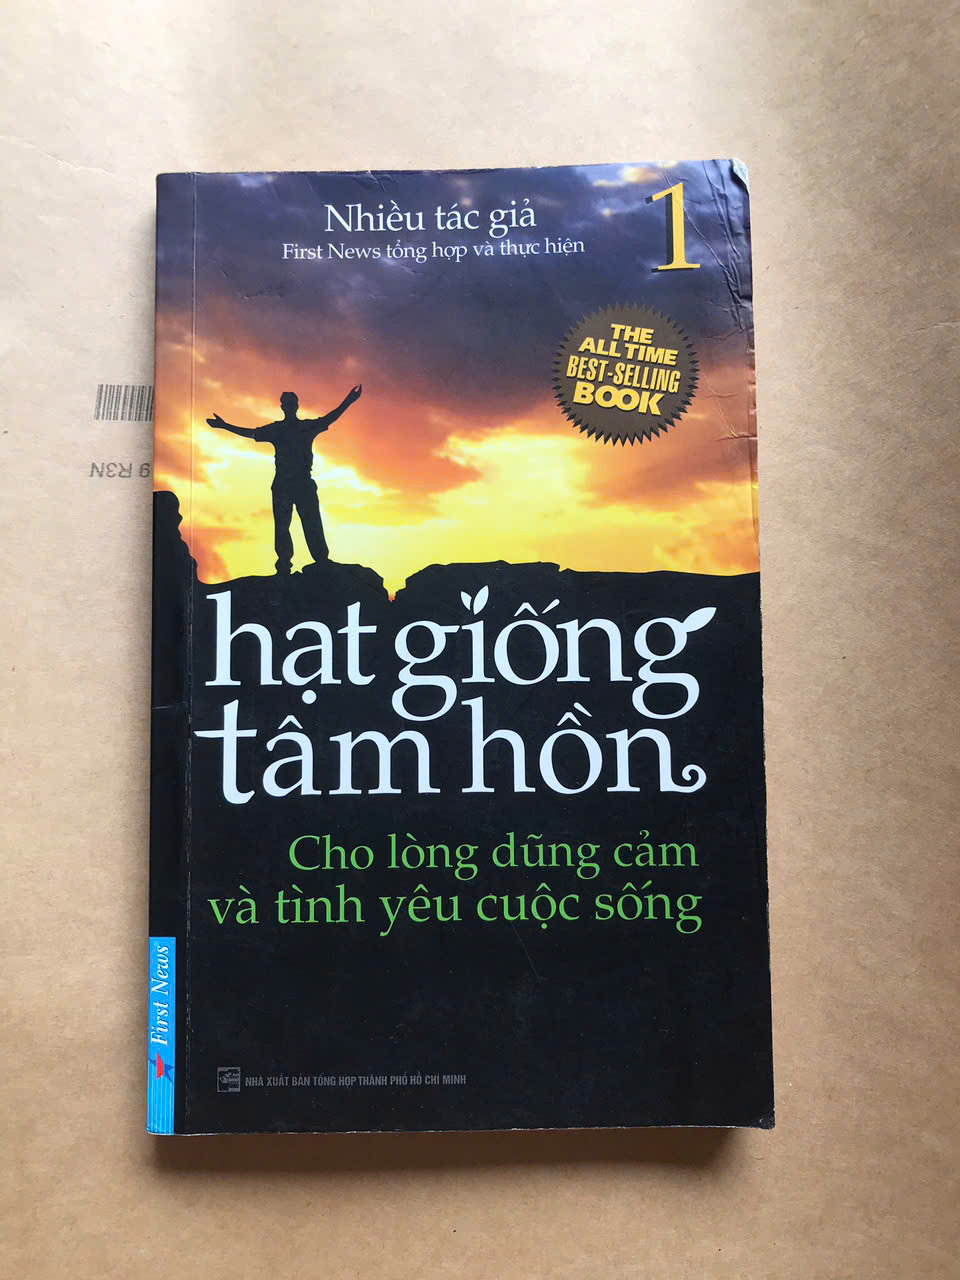 Nhiều tác giả
First News tổng hợp và thực hiện
1
THE
ALL TIME
BEST-SELLING
BOOK
9 R3N
hạt giống
tâm hồn
Cho lòng dũng cảm
và tình yêu cuộc sống
First News
NHÀ XUẤT BẢN TỔNG HỢP THÀNH PHỐ HỒ CHÍ MINH